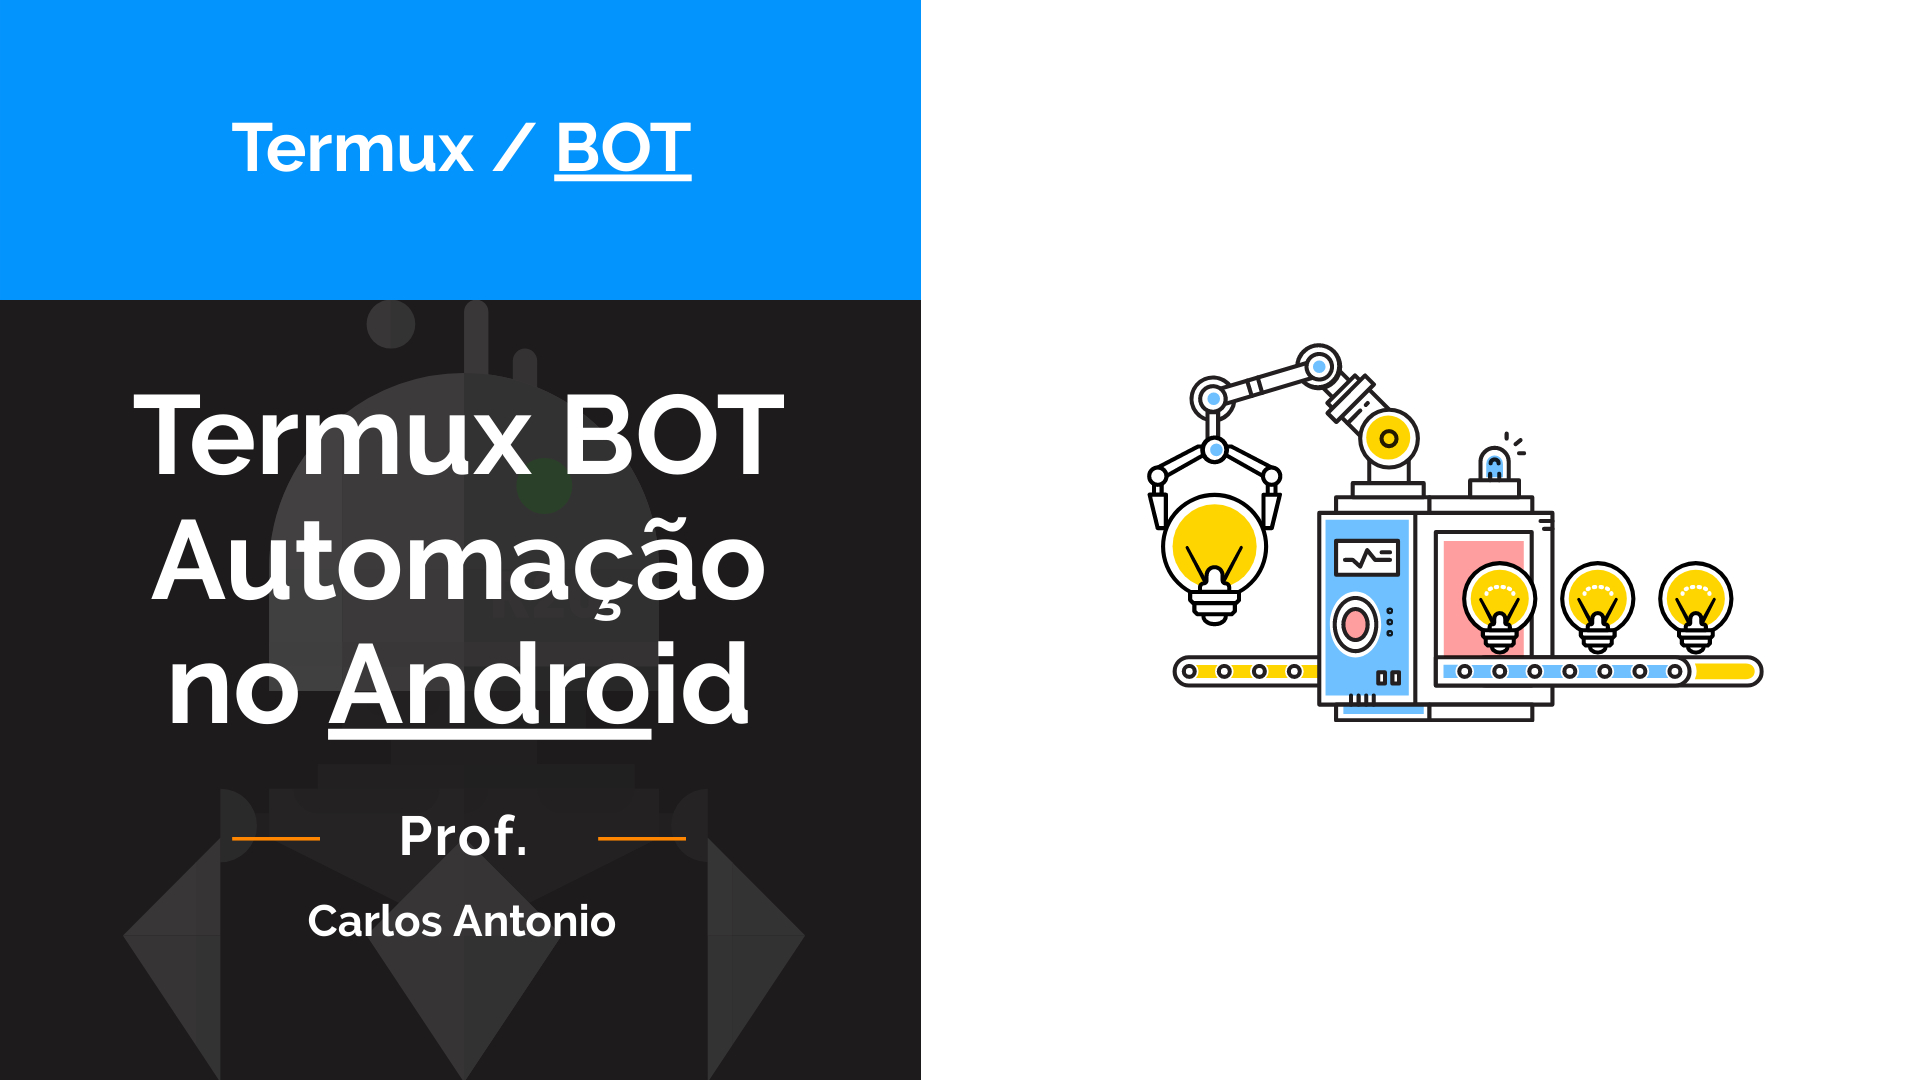 Termux / BOT
Termux BOT
Automação
no Android
Prof.
Carlos Antonio